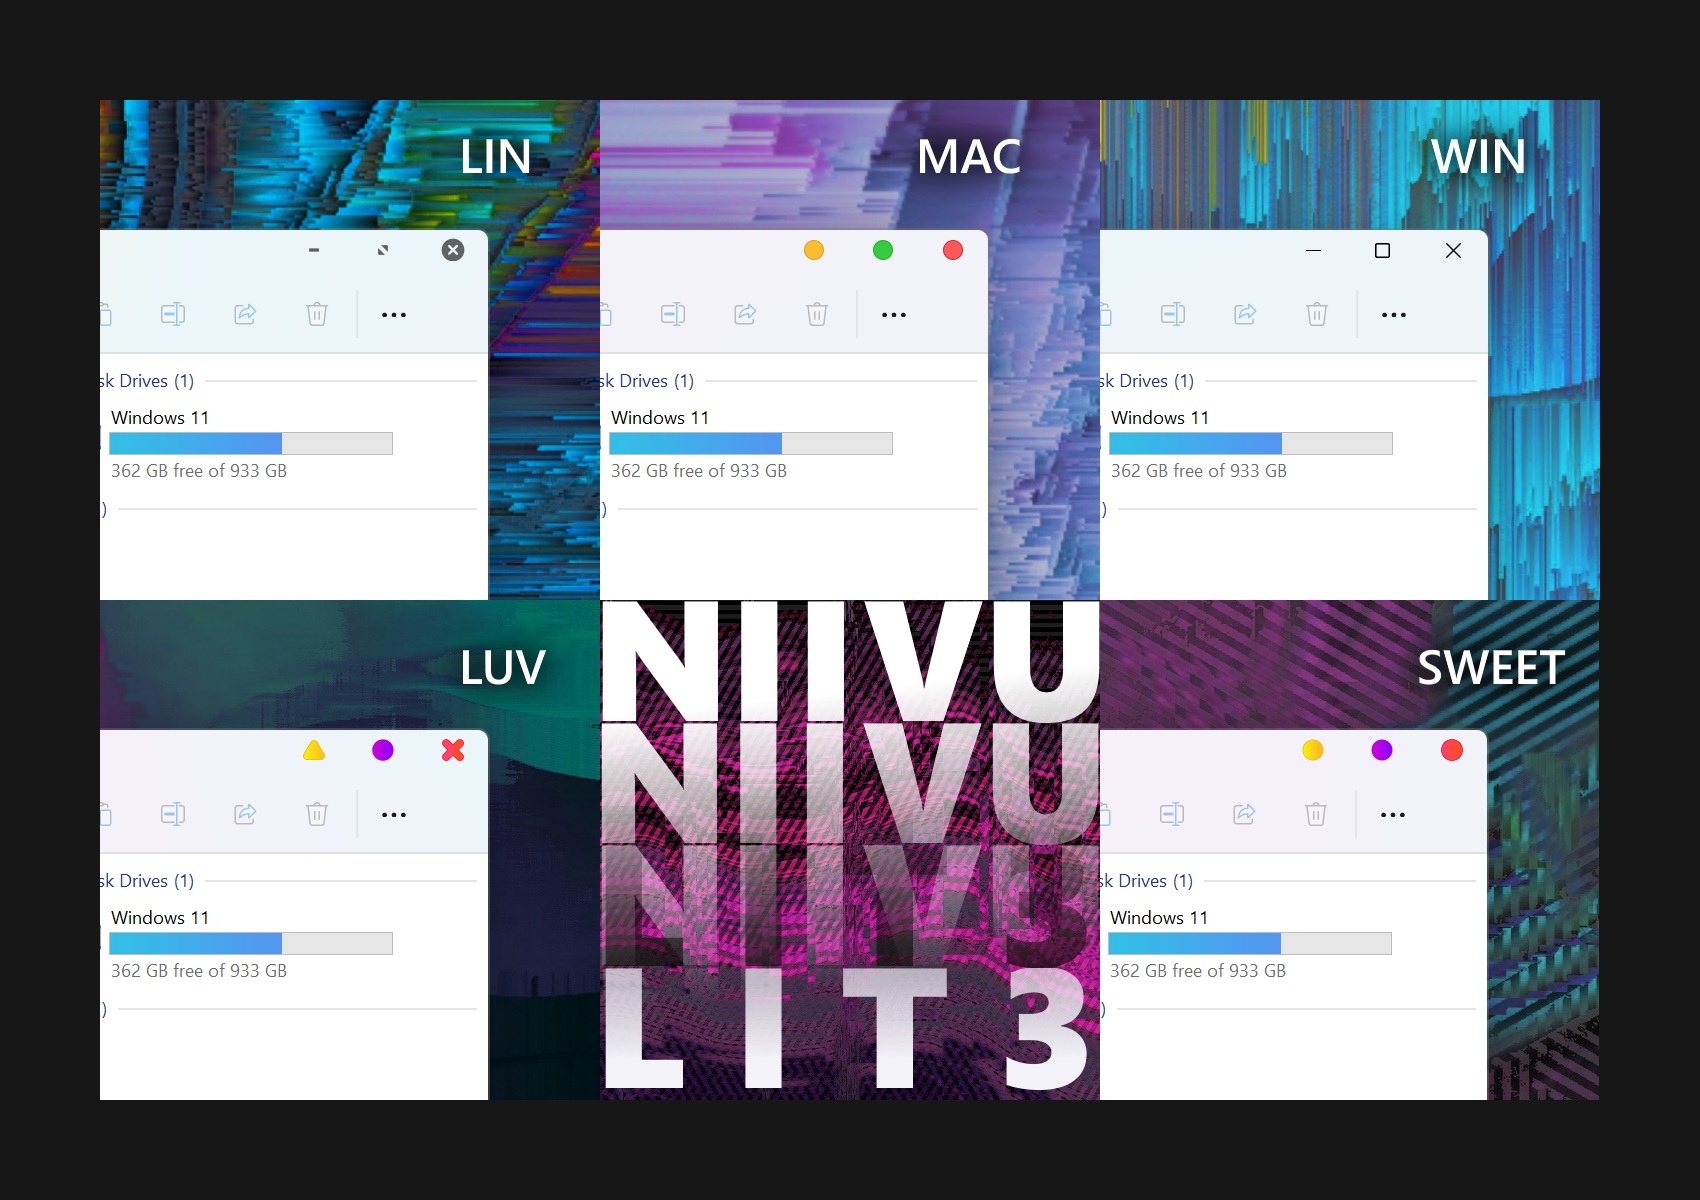 LIN
sk Drives (1)
Windows 11
362 GB free of 933 GB
)
MAC
sk Drives (1)
Windows 11
362 GB free of 933 GB
)
WIN
sk Drives (1)
Windows 11
362 GB free of 933 GB
)
LUV
sk Drives (1)
Windows 11
362 GB free of 933 GB
)
NIIVU
NIIVU
NIIVU
LIT3
SWEET
sk Drives (1)
Windows 11
362 GB free of 933 GB
)